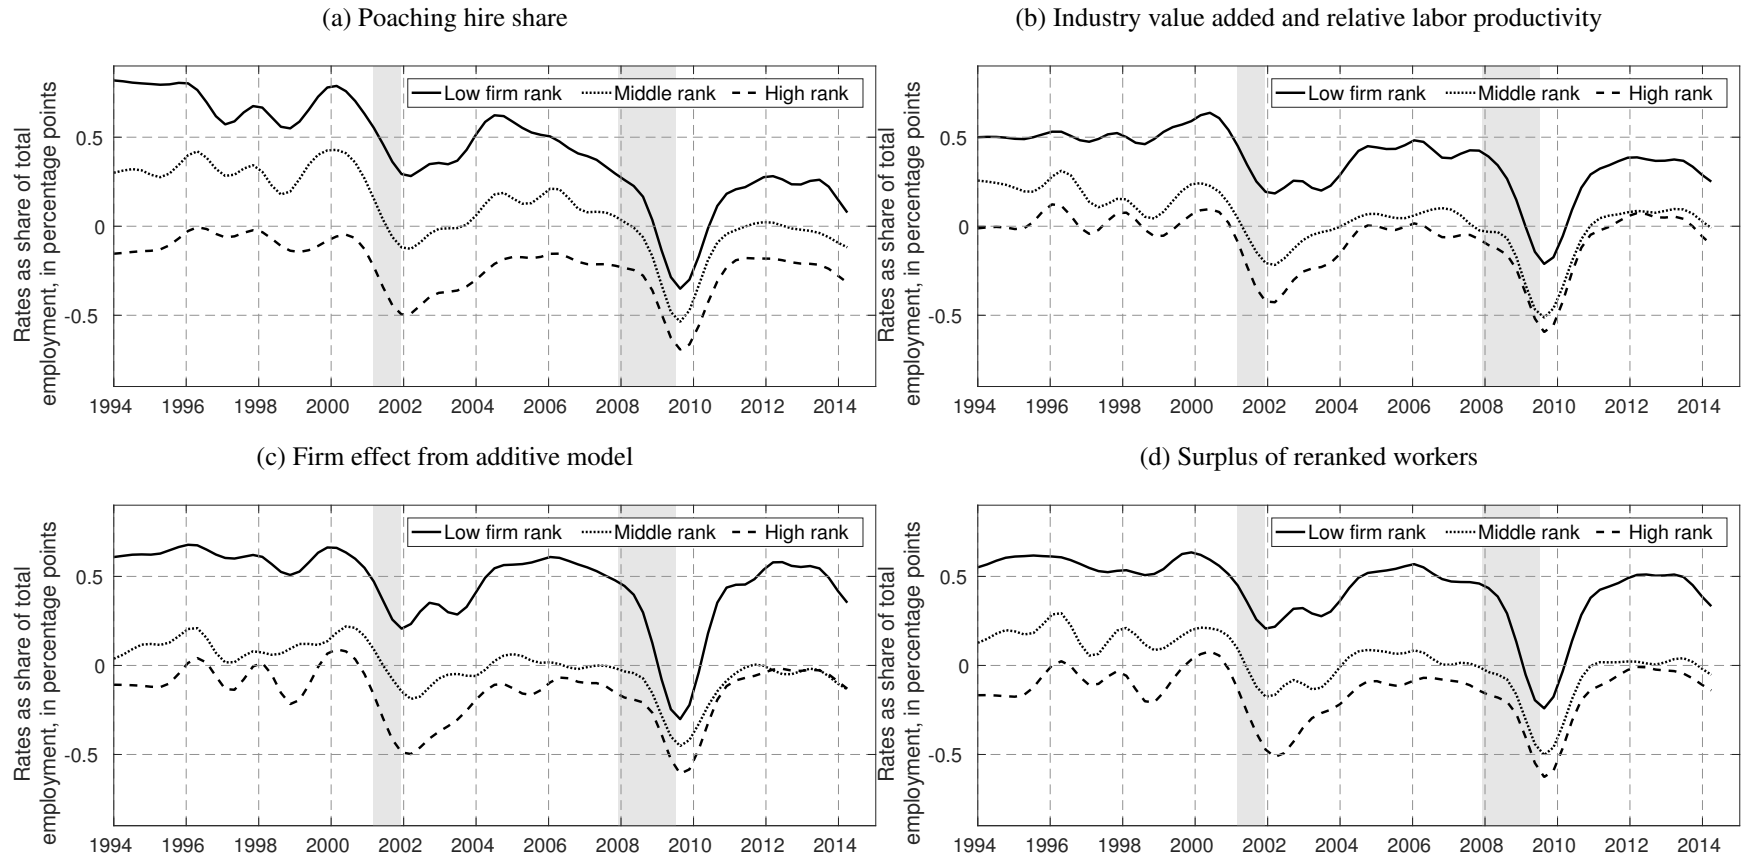 (a) Poaching hire share
Rates as share of total
employment, in percentage points
0.5
0
-0.5
Low firm rank Middle rank High rank
1994 1996 1998 2000 2002 2004 2006 2008 2010 2012 2014
(b) Industry value added and relative labor productivity
Rates as share of total
employment, in percentage points
0.5
0
-0.5
Low firm rank Middle rank High rank
1994 1996 1998 2000 2002 2004 2006 2008 2010 2012 2014
(c) Firm effect from additive model
Rates as share of total
employment, in percentage points
0.5
0
-0.5
Low firm rank Middle rank High rank
1994 1996 1998 2000 2002 2004 2006 2008 2010 2012 2014
(d) Surplus of reranked workers
Rates as share of total
employment, in percentage points
0.5
0
-0.5
Low firm rank Middle rank High rank
1994 1996 1998 2000 2002 2004 2006 2008 2010 2012 2014